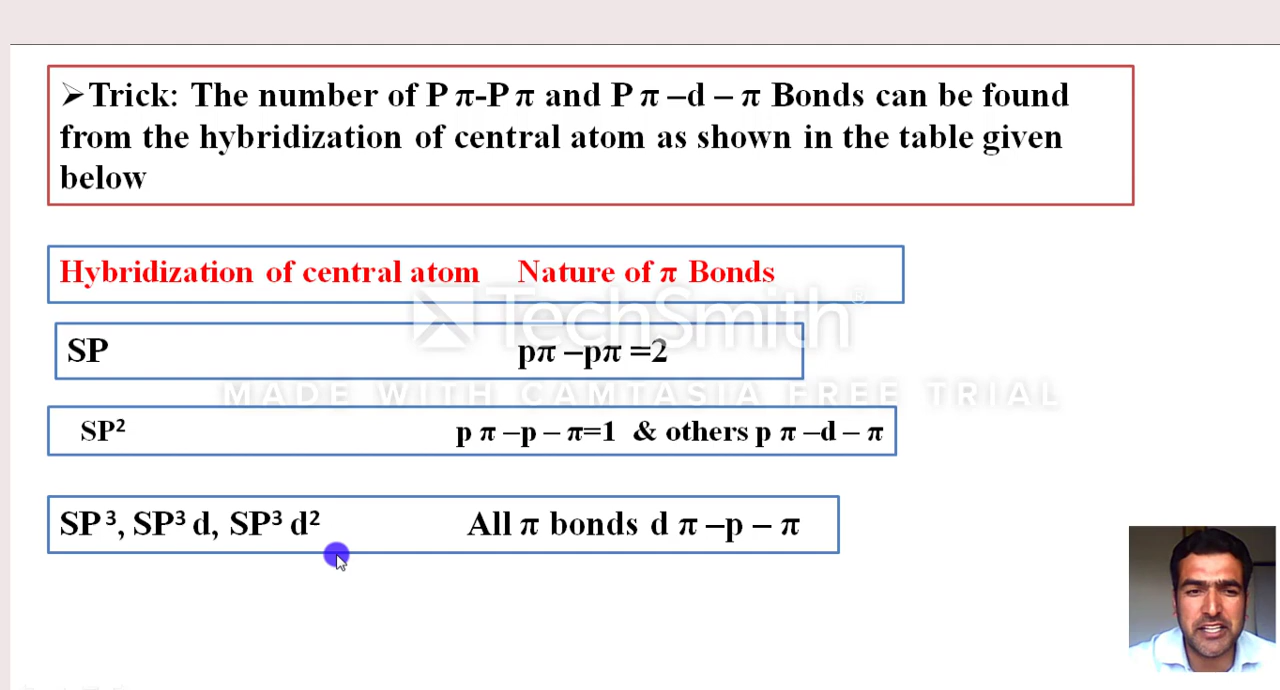 ➢Trick: The number of P π-P π and P π –d – π Bonds can be found
from the hybridization of central atom as shown in the table given
below
Hybridization of central atom Nature of π Bonds
TechSmith®
SP pπ –pπ =2
MADE WITH CAMTASIA FREE TRIAL
SP² p π –p – π=1 & others p π –d – π
SP³, SP³ d, SP³ d² All π bonds d π –p – π